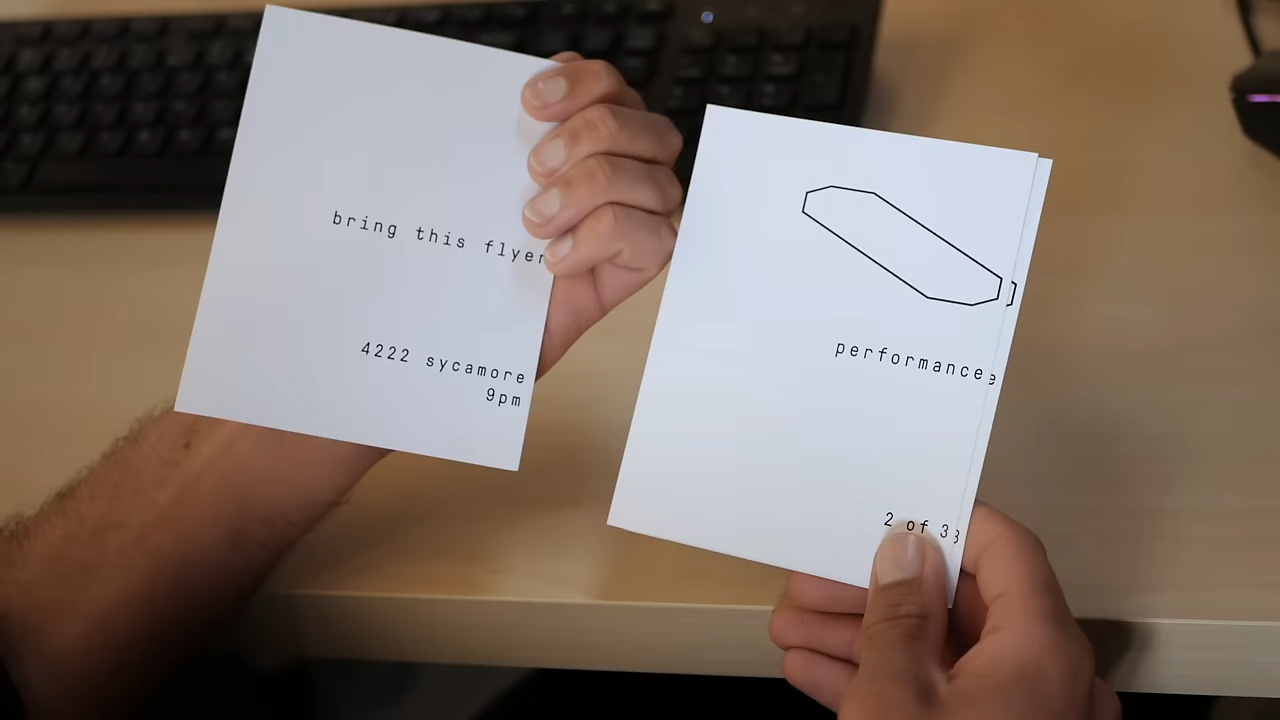 bring this flyer
4222 sycamore
9pm
performance
2 of 3